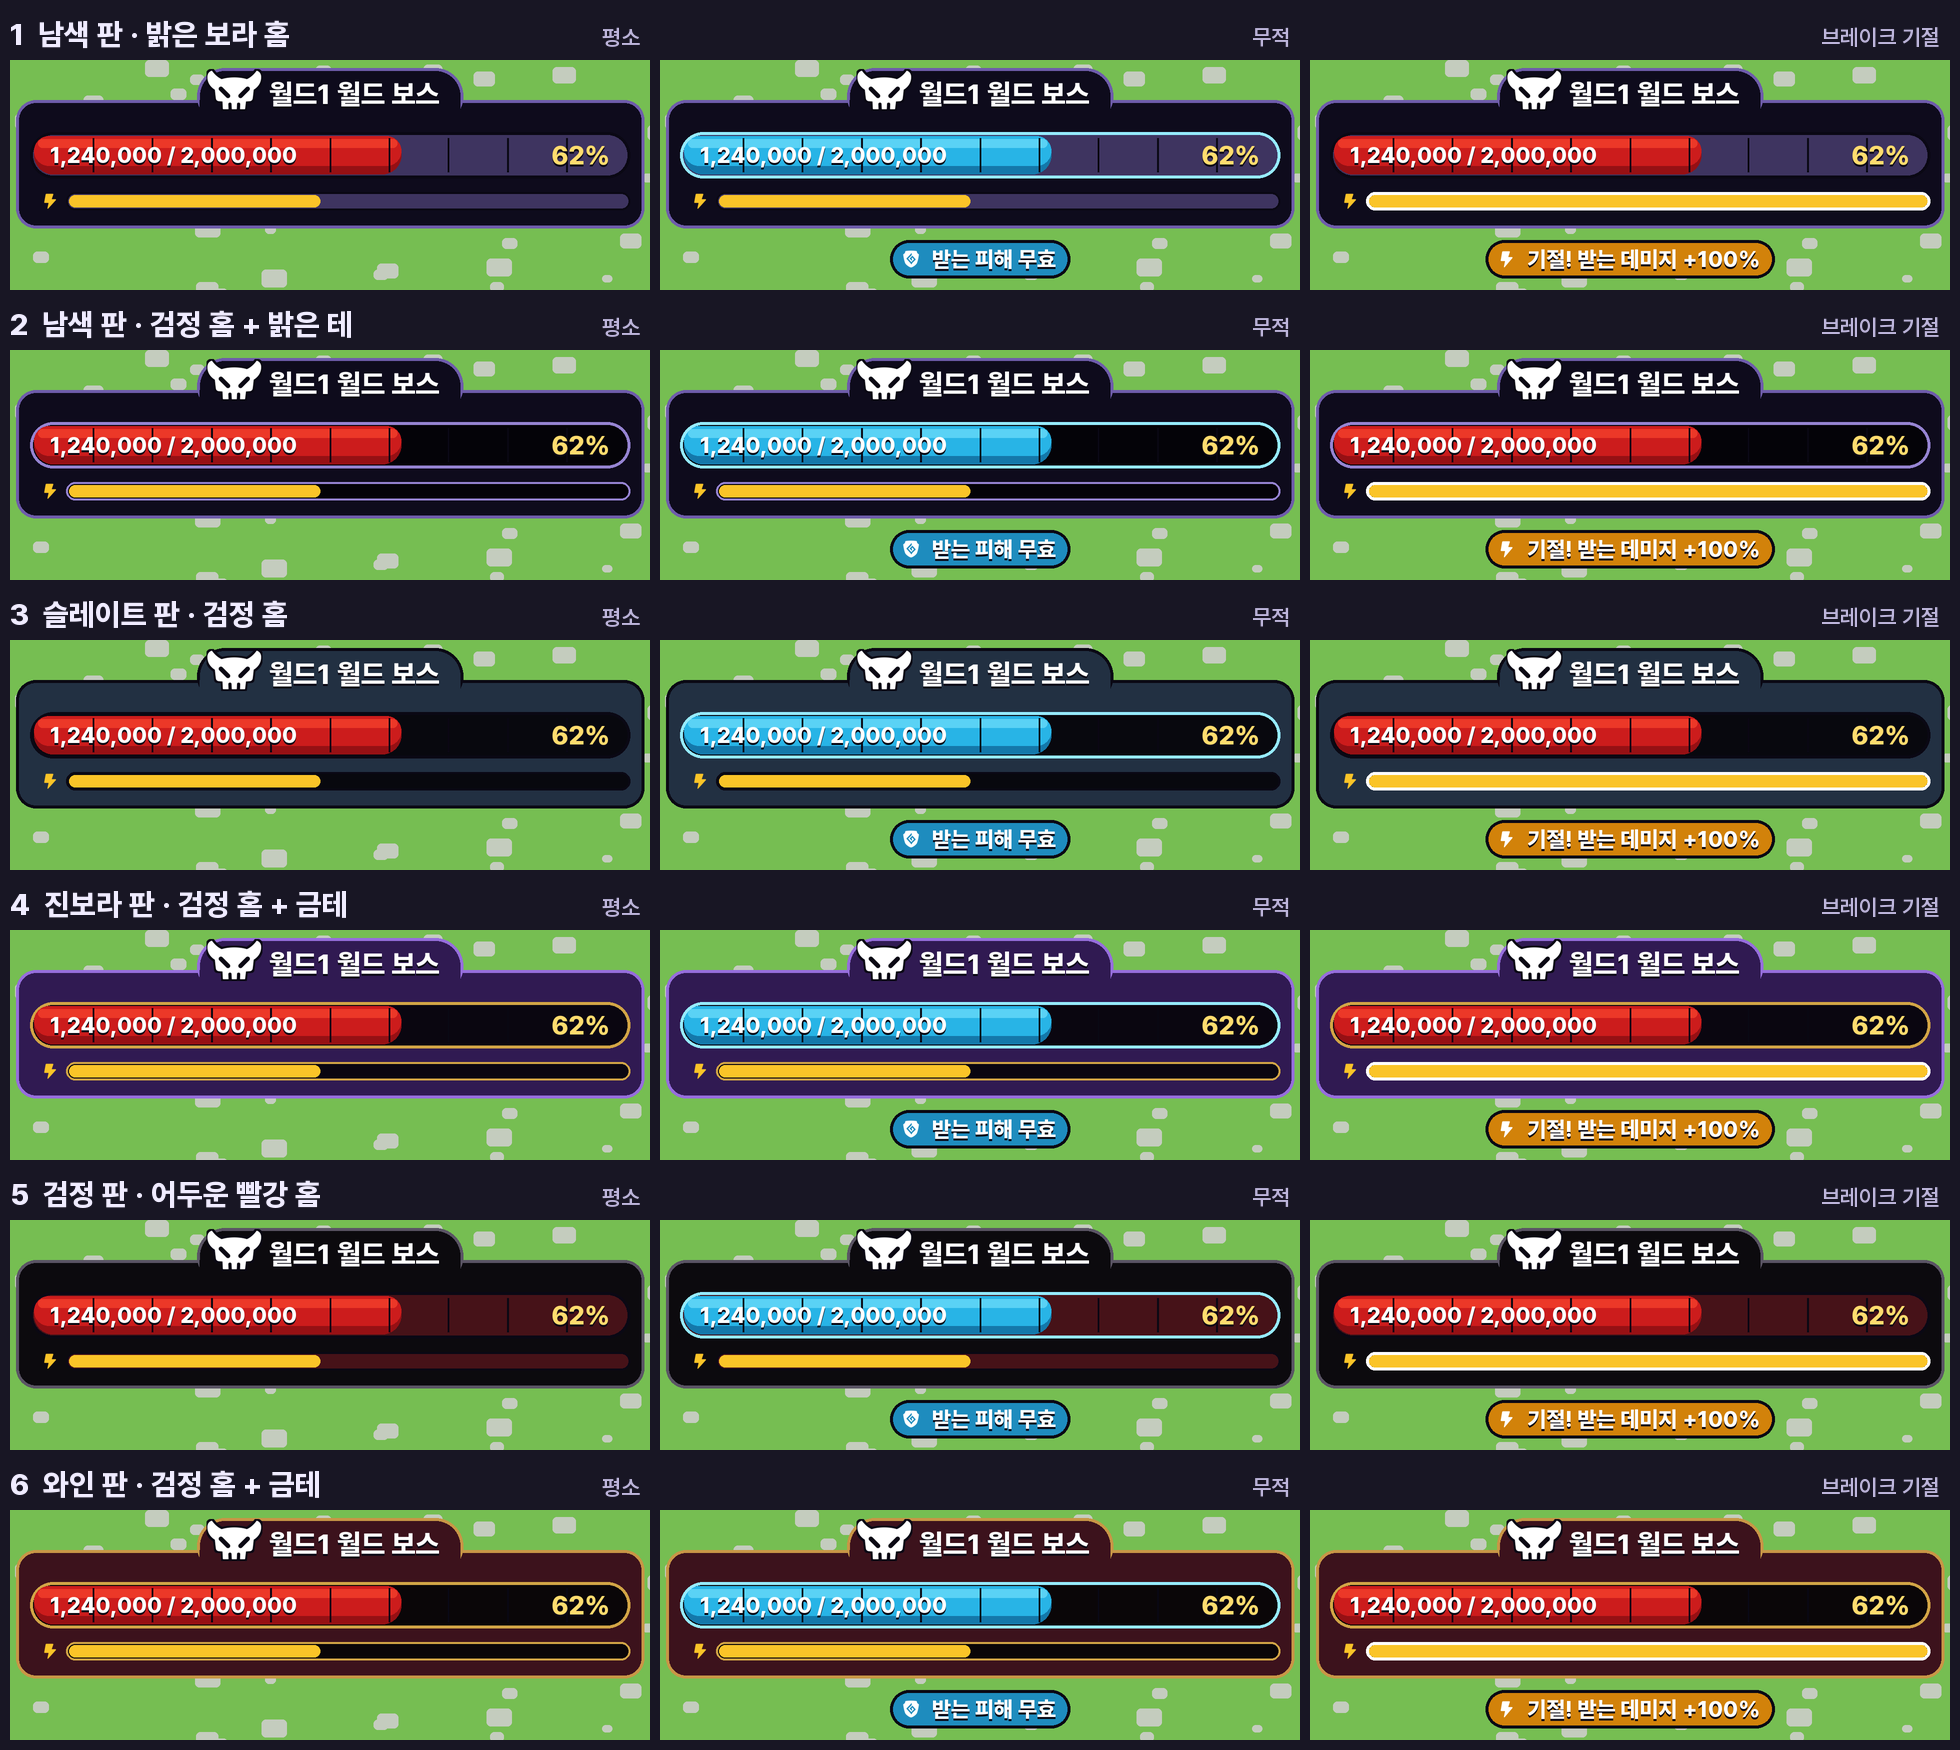 1 남색 판 · 밝은 보라 홈
평소
무적
브레이크 기절
월드1 월드 보스
1,240,000 / 2,000,000
62%
월드1 월드 보스
1,240,000 / 2,000,000
62%
받는 피해 무효
월드1 월드 보스
1,240,000 / 2,000,000
62%
기절! 받는 데미지 +100%
2 남색 판 · 검정 홈 + 밝은 테
평소
무적
브레이크 기절
월드1 월드 보스
1,240,000 / 2,000,000
62%
월드1 월드 보스
1,240,000 / 2,000,000
62%
받는 피해 무효
월드1 월드 보스
1,240,000 / 2,000,000
62%
기절! 받는 데미지 +100%
3 슬레이트 판 · 검정 홈
평소
무적
브레이크 기절
월드1 월드 보스
1,240,000 / 2,000,000
62%
월드1 월드 보스
1,240,000 / 2,000,000
62%
받는 피해 무효
월드1 월드 보스
1,240,000 / 2,000,000
62%
기절! 받는 데미지 +100%
4 진보라 판 · 검정 홈 + 금테
평소
무적
브레이크 기절
월드1 월드 보스
1,240,000 / 2,000,000
62%
월드1 월드 보스
1,240,000 / 2,000,000
62%
받는 피해 무효
월드1 월드 보스
1,240,000 / 2,000,000
62%
기절! 받는 데미지 +100%
5 검정 판 · 어두운 빨강 홈
평소
무적
브레이크 기절
월드1 월드 보스
1,240,000 / 2,000,000
62%
월드1 월드 보스
1,240,000 / 2,000,000
62%
받는 피해 무효
월드1 월드 보스
1,240,000 / 2,000,000
62%
기절! 받는 데미지 +100%
6 와인 판 · 검정 홈 + 금테
평소
무적
브레이크 기절
월드1 월드 보스
1,240,000 / 2,000,000
62%
월드1 월드 보스
1,240,000 / 2,000,000
62%
받는 피해 무효
월드1 월드 보스
1,240,000 / 2,000,000
62%
기절! 받는 데미지 +100%